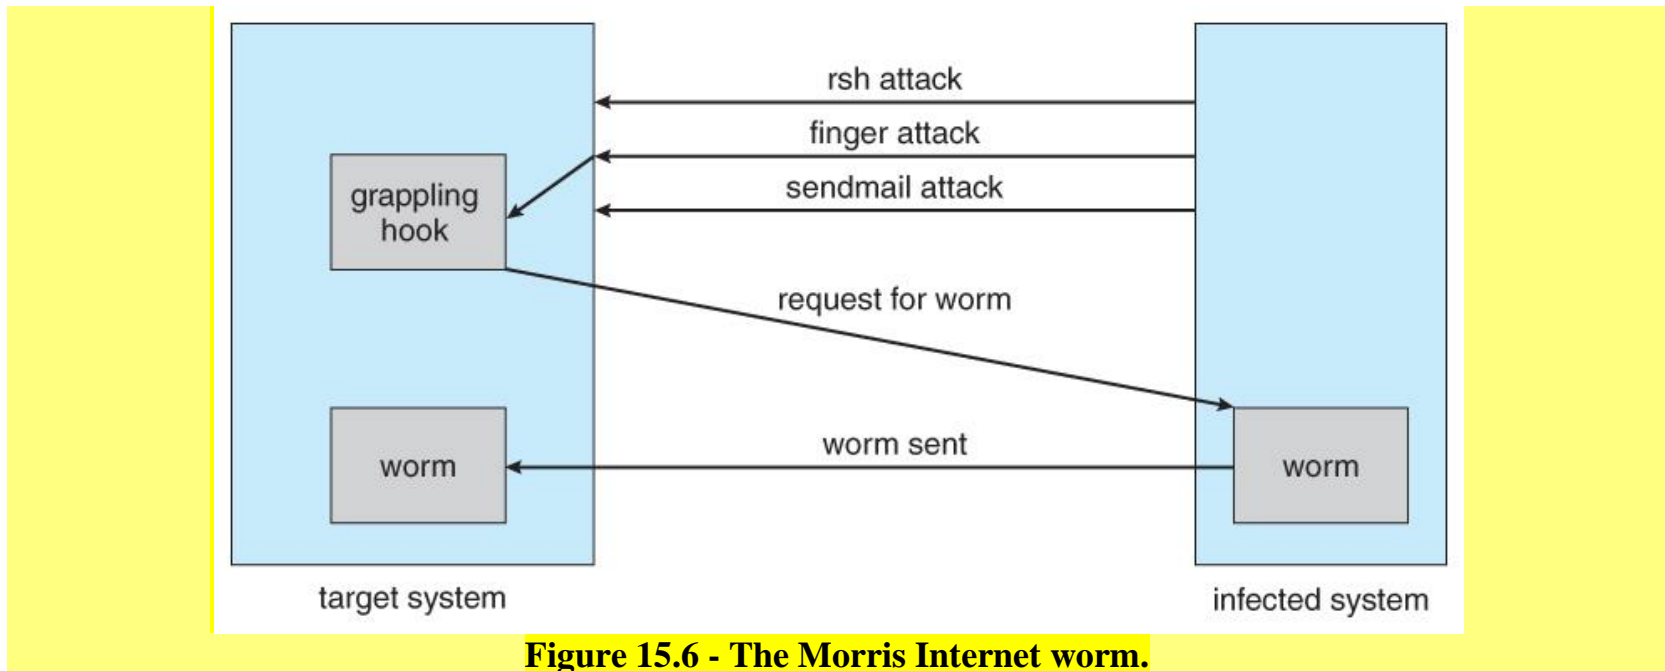 rsh attack
finger attack
sendmail attack
grappling
hook
request for worm
worm sent
worm
worm
target system
infected system
Figure 15.6 - The Morris Internet worm.